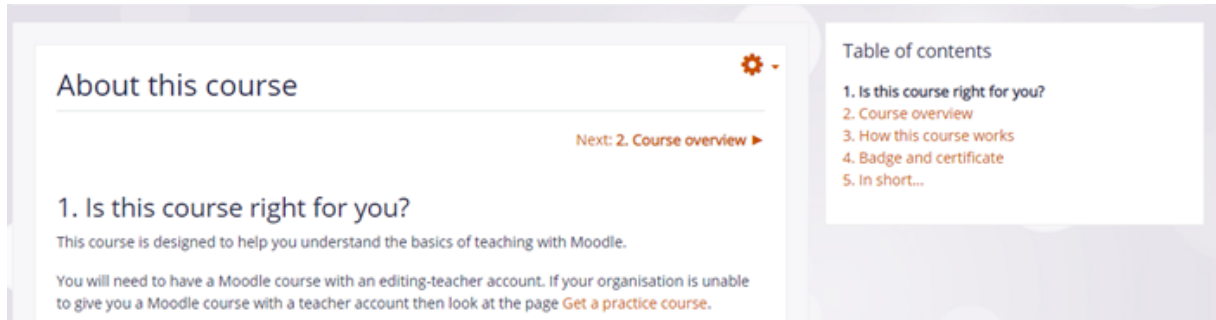 About this course
Next: 2. Course overview ►
1. Is this course right for you?
This course is designed to help you understand the basics of teaching with Moodle.
You will need to have a Moodle course with an editing-teacher account. If your organisation is unable
to give you a Moodle course with a teacher account then look at the page Get a practice course.
Table of contents
1. Is this course right for you?
2. Course overview
3. How this course works
4. Badge and certificate
5. In short...